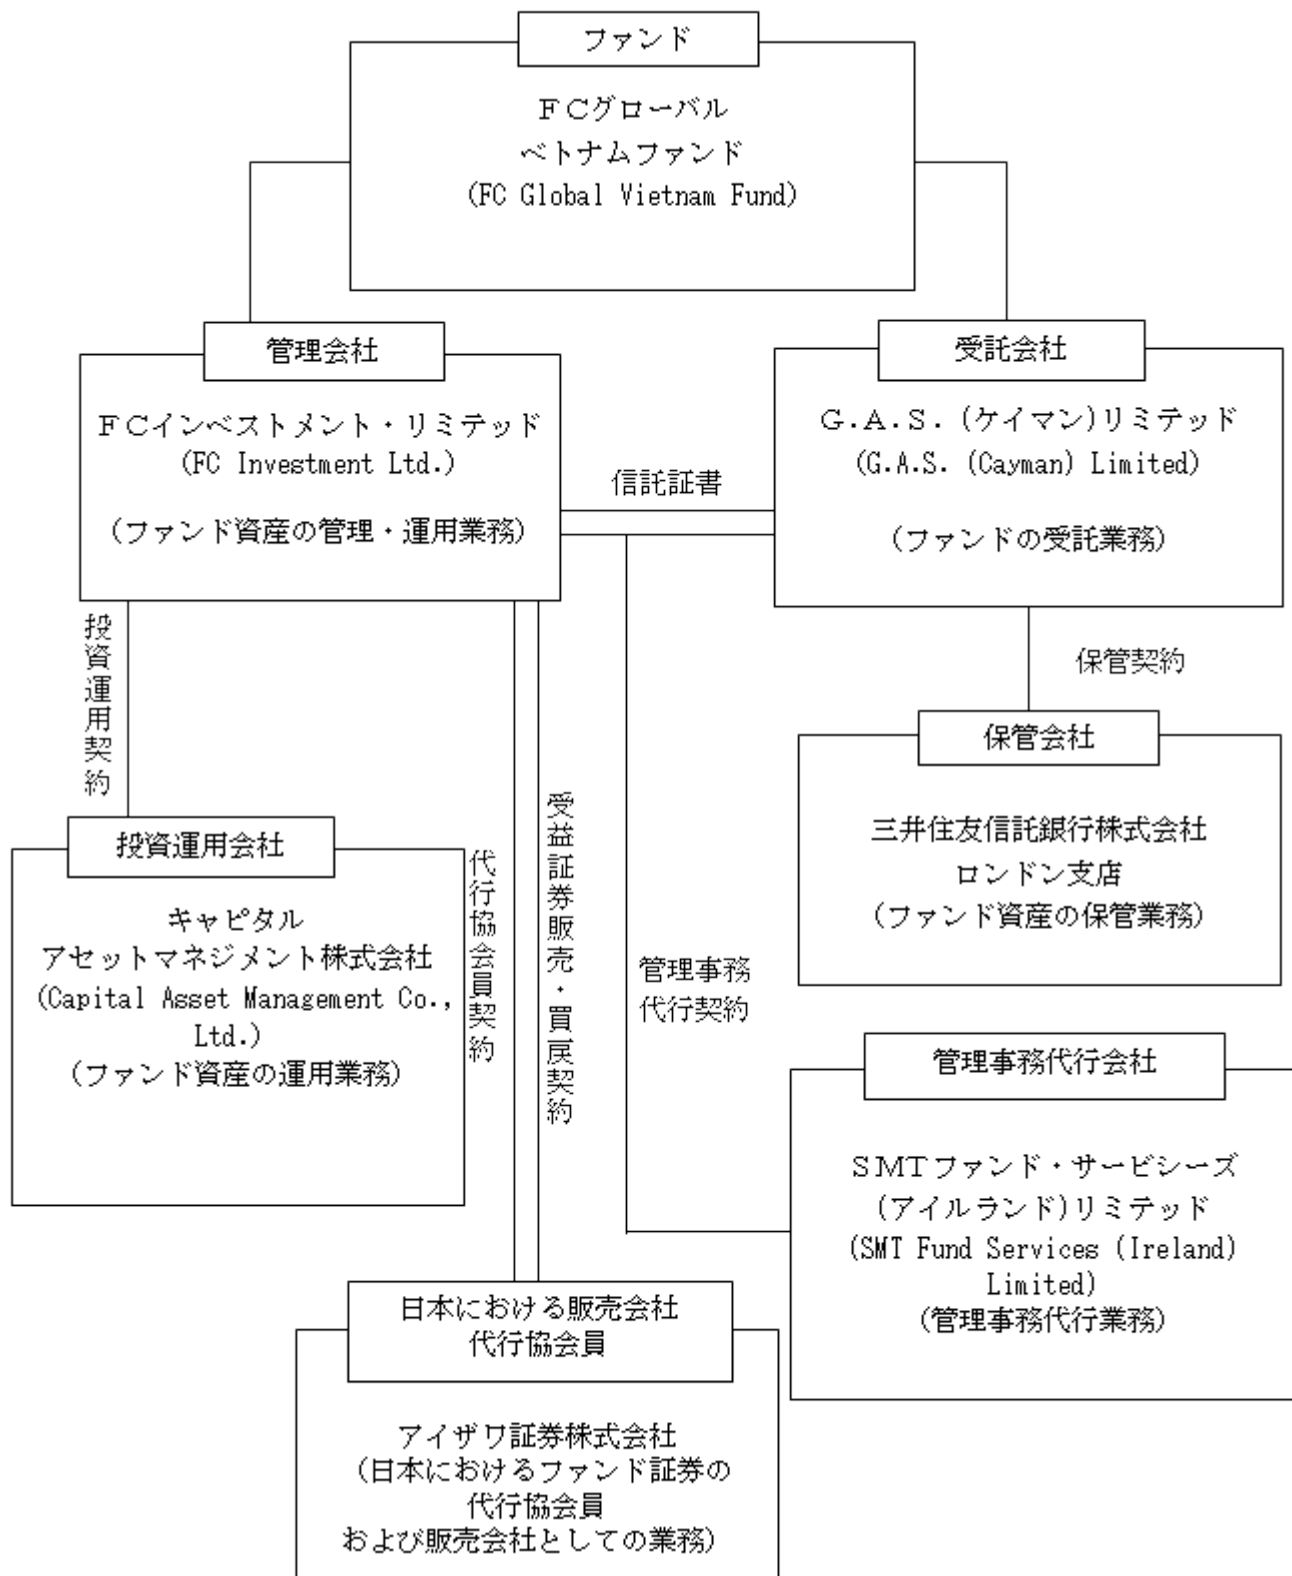 ファンド
ＦＣグローバル
ベトナムファンド
(FC Global Vietnam Fund)
管理会社
ＦＣインベストメント・リミテッド
(FC Investment Ltd.)
(ファンド資産の管理・運用業務)
受託会社
Ｇ.Ａ.Ｓ.(ケイマン)リミテッド
(G.A.S. (Cayman) Limited)
(ファンドの受託業務)
信託証書
投資運用契約
保管契約
保管会社
三井住友信託銀行株式会社
ロンドン支店
(ファンド資産の保管業務)
投資運用会社
キャピタル
アセットマネジメント株式会社
(Capital Asset Management Co.,
Ltd.)
(ファンド資産の運用業務)
代行協会員契約
受益証券販売・買戻契約
管理事務
代行契約
管理事務代行会社
ＳＭＴファンド・サービシーズ
(アイルランド)リミテッド
(SMT Fund Services (Ireland)
Limited)
(管理事務代行業務)
日本における販売会社
代行協会員
アイザワ証券株式会社
(日本におけるファンド証券の
代行協会員
および販売会社としての業務)